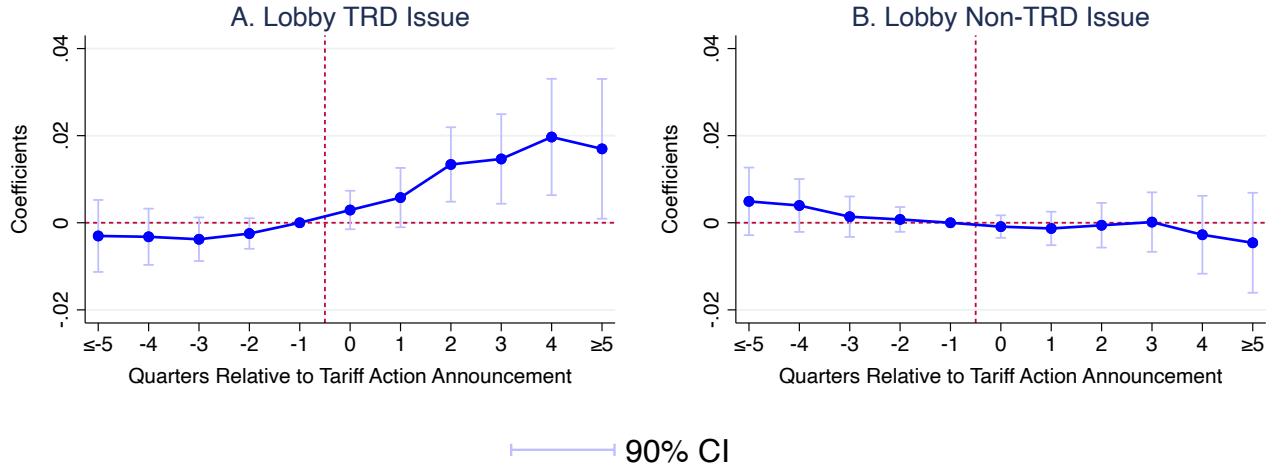 A. Lobby TRD Issue
.04
.02
0
-.02
Coefficients
≤-5 -4 -3 -2 -1 0 1 2 3 4 ≥5
Quarters Relative to Tariff Action Announcement
B. Lobby Non-TRD Issue
.04
.02
0
-.02
Coefficients
≤-5 -4 -3 -2 -1 0 1 2 3 4 ≥5
Quarters Relative to Tariff Action Announcement
90% CI